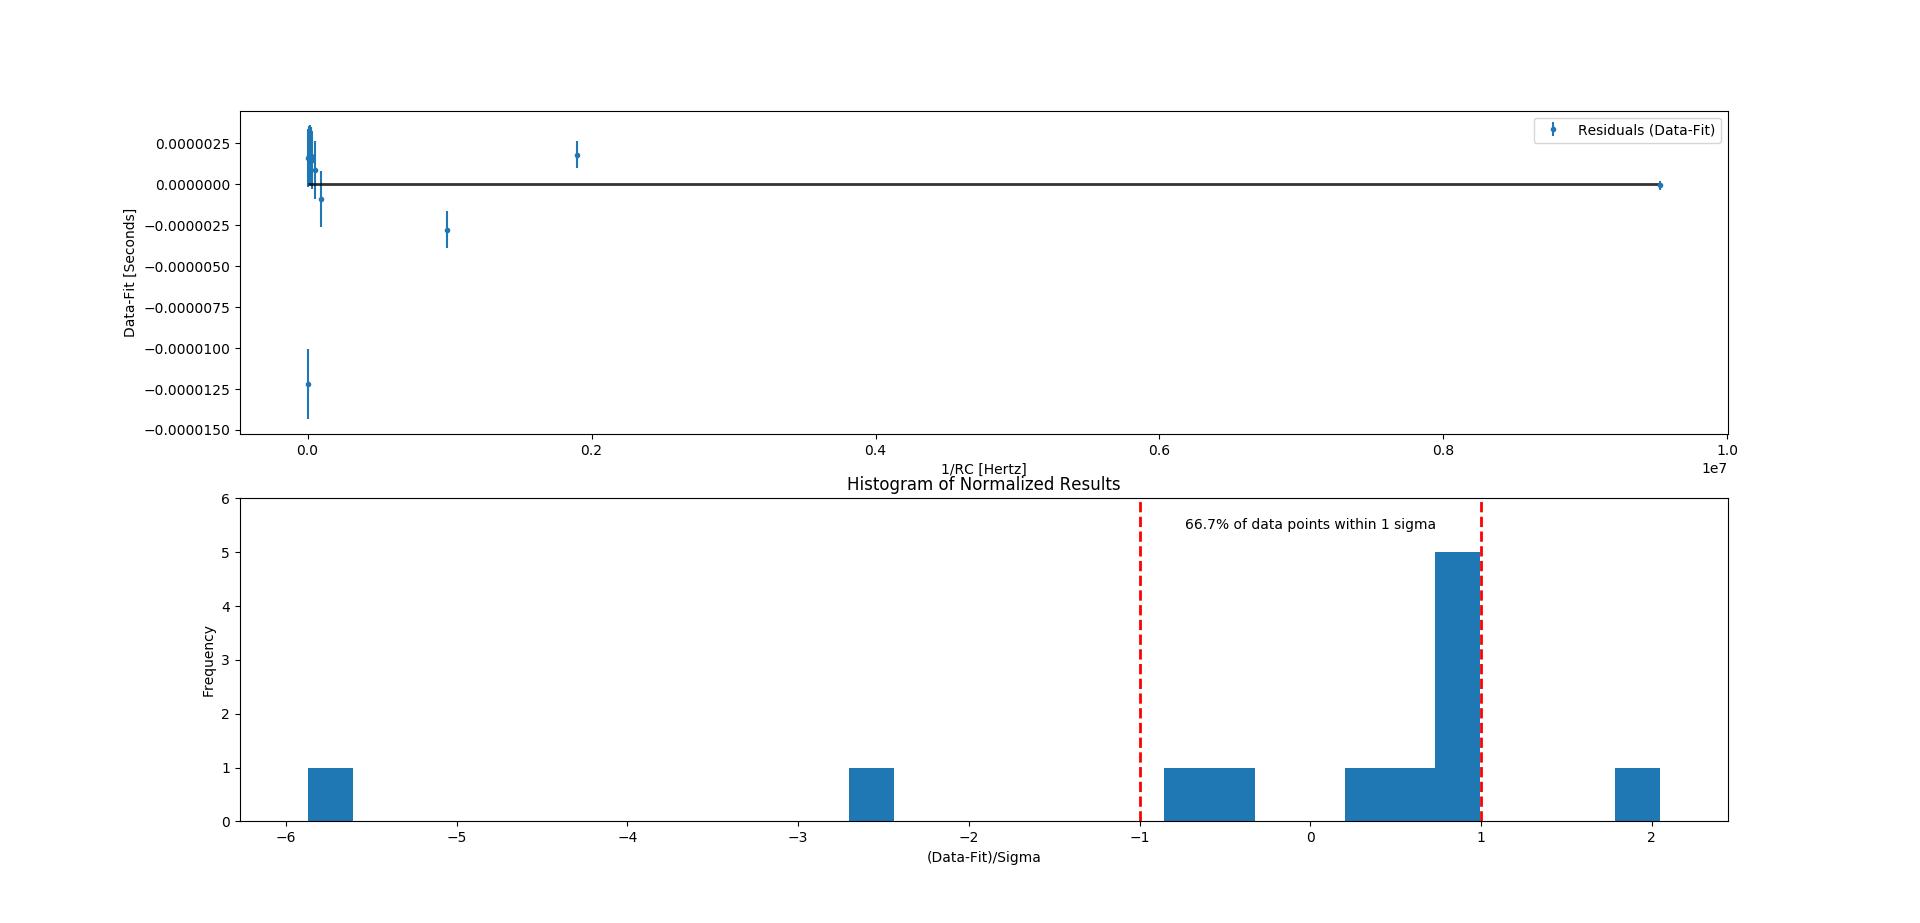 Residuals (Data-Fit)
0.0000025
0.0000000
−0.0000025
−0.0000050
−0.0000075
−0.0000100
−0.0000125
−0.0000150
Data-Fit [Seconds]
0.0 0.2 0.4 0.6 0.8 1.0
1/RC [Hertz]
1e7
Histogram of Normalized Results
66.7% of data points within 1 sigma
6
5
4
3
2
1
0
Frequency
−6 −5 −4 −3 −2 −1 0 1 2
(Data-Fit)/Sigma